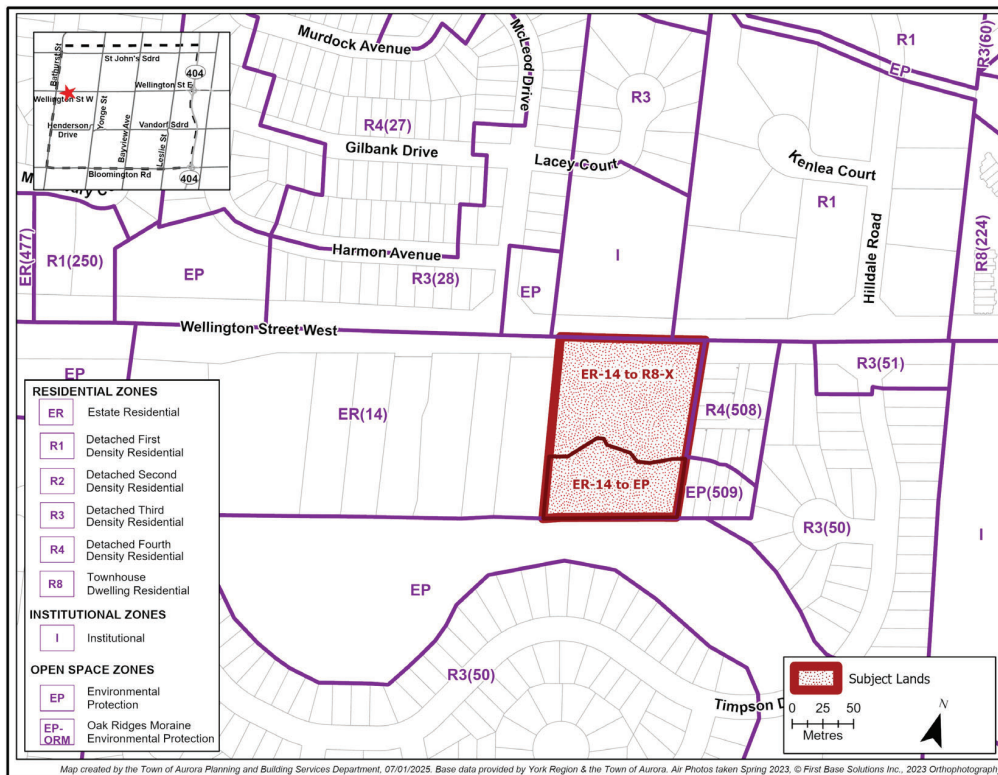 Murdock Avenue
McLeod Drive
R1
EP
R3(60)
404
Bathurst St
St John's Sdrd
Wellington St E
Wellington St W
Yonge St
Henderson
Drive
Bayview Ave
Leslie St
Vandorf Sdrd
Bloomington Rd
404
R4(27)
Gilbank Drive
R3
Lacey Court
Kenlea Court
R1
Hilldale Road
R8(224)
ER(477)
R1(250)
EP
Harmon Avenue
R3(28)
EP
I
Wellington Street West
EP
ER(14)
ER-14 to R8-X
ER-14 to EP
R4(508)
EP(509)
R3(51)
R3(50)
I
EP
R3(50)
RESIDENTIAL ZONES
ER Estate Residential
R1 Detached First
Density Residential
R2 Detached Second
Density Residential
R3 Detached Third
Density Residential
R4 Detached Fourth
Density Residential
R8 Townhouse
Dwelling Residential
INSTITUTIONAL ZONES
I Institutional
OPEN SPACE ZONES
EP Environmental
Protection
EP-
ORM Oak Ridges Moraine
Environmental Protection
Timpson D
Subject Lands
0 25 50
Metres
N
Map created by the Town of Aurora Planning and Building Services Department, 07/01/2025. Base data provided by York Region & the Town of Aurora. Air Photos taken Spring 2023, © First Base Solutions Inc., 2023 Orthophotograph